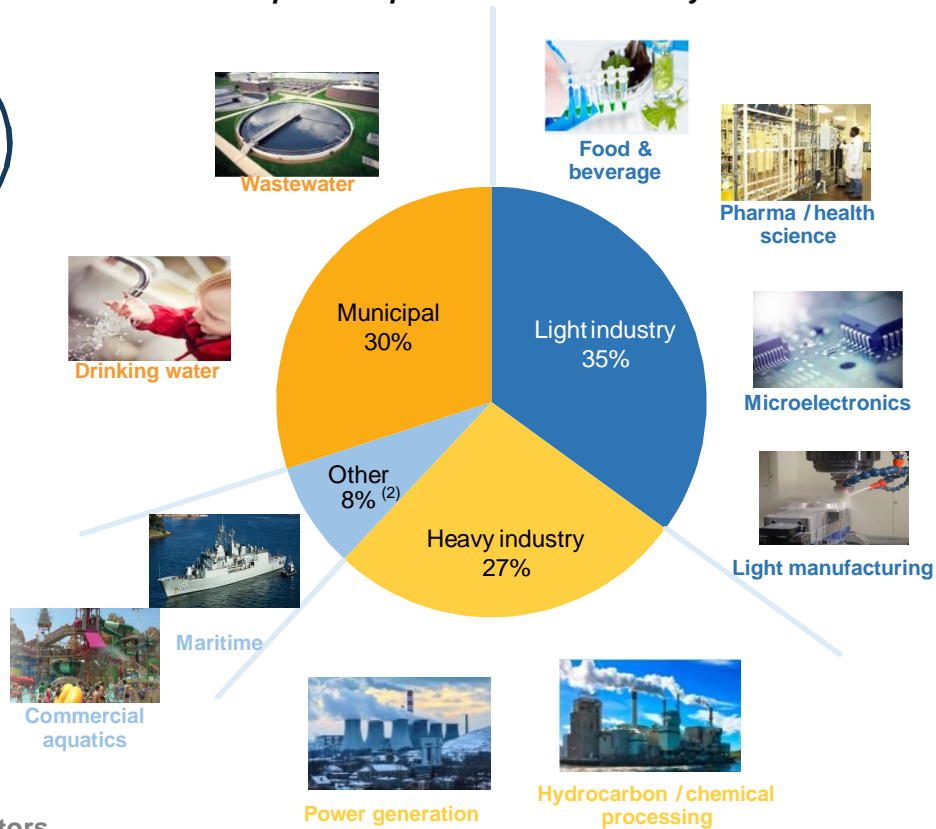 Food &
beverage
Wastewater
Pharma / health
science
Municipal
30%
Light industry
35%
Drinking water
Microelectronics
Other
8% (2)
Heavy industry
27%
Light manufacturing
Maritime
Commercial
aquatics
Power generation
Hydrocarbon / chemical
processing